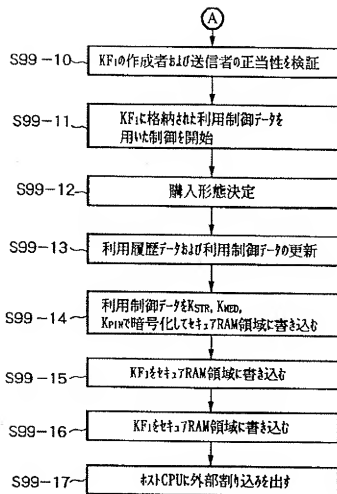 A
S99-10
KF₁の作成者および送信者の正当性を検証
S99-11
KF₁に格納された利用制御データを
用いた制御を開始
S99-12
購入形態決定
S99-13
利用履歴データおよび利用制御データの更新
S99-14
利用制御データをKSTR, KMED,
KPINで暗号化してセキュアRAM領域に書き込む
S99-15
KF₁をセキュアRAM領域に書き込む
S99-16
KF₁をセキュアRAM領域に書き込む
S99-17
ホストCPUに外部割り込みを出す